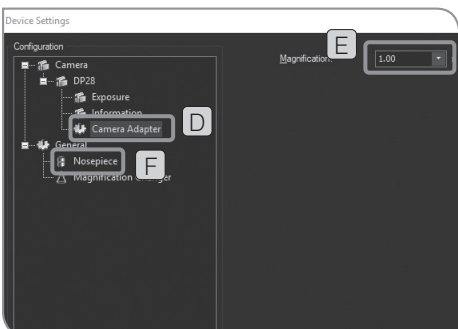 Device Settings
Configuration
Camera
DP28
Exposure
Information
Camera Adapter
General
Nosepiece
Magnification Changer
Magnification:
1.00
D
E
F